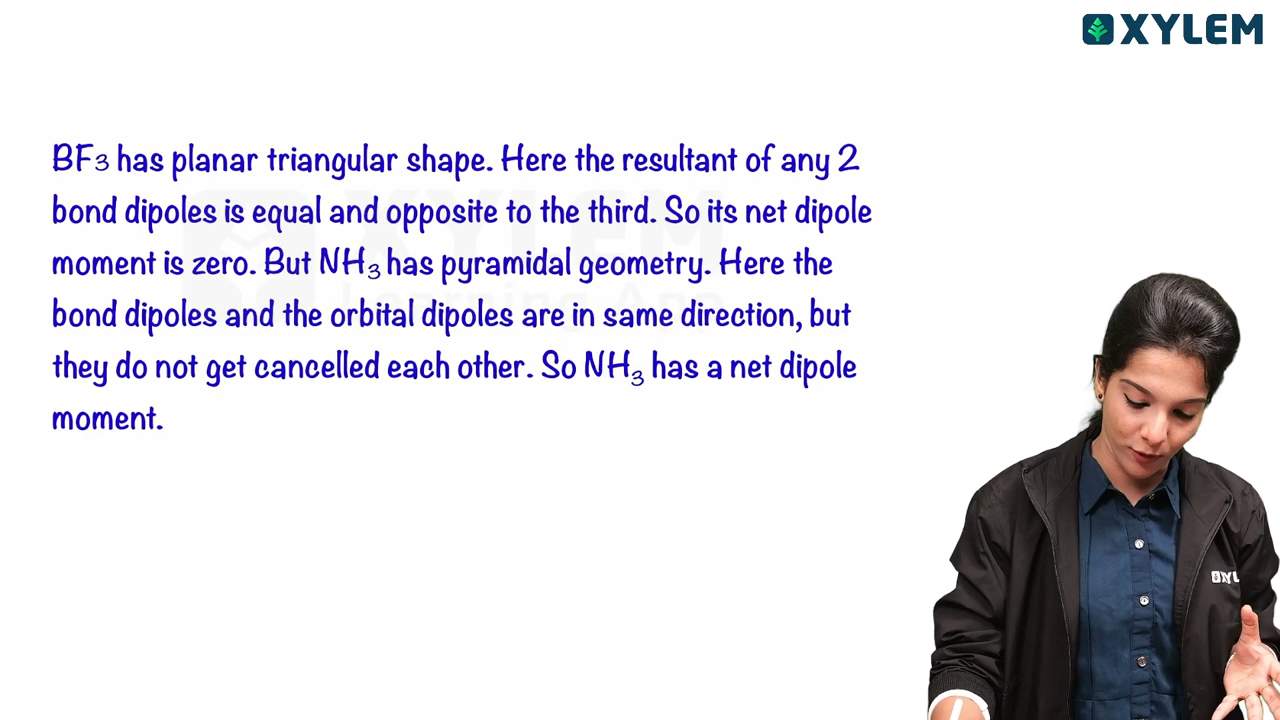 XYLEM
BF₃ has planar triangular shape. Here the resultant of any 2
bond dipoles is equal and opposite to the third. So its net dipole
moment is zero. But NH₃ has pyramidal geometry. Here the
bond dipoles and the orbital dipoles are in same direction, but
they do not get cancelled each other. So NH₃ has a net dipole
moment.
XYLEM
Learning App